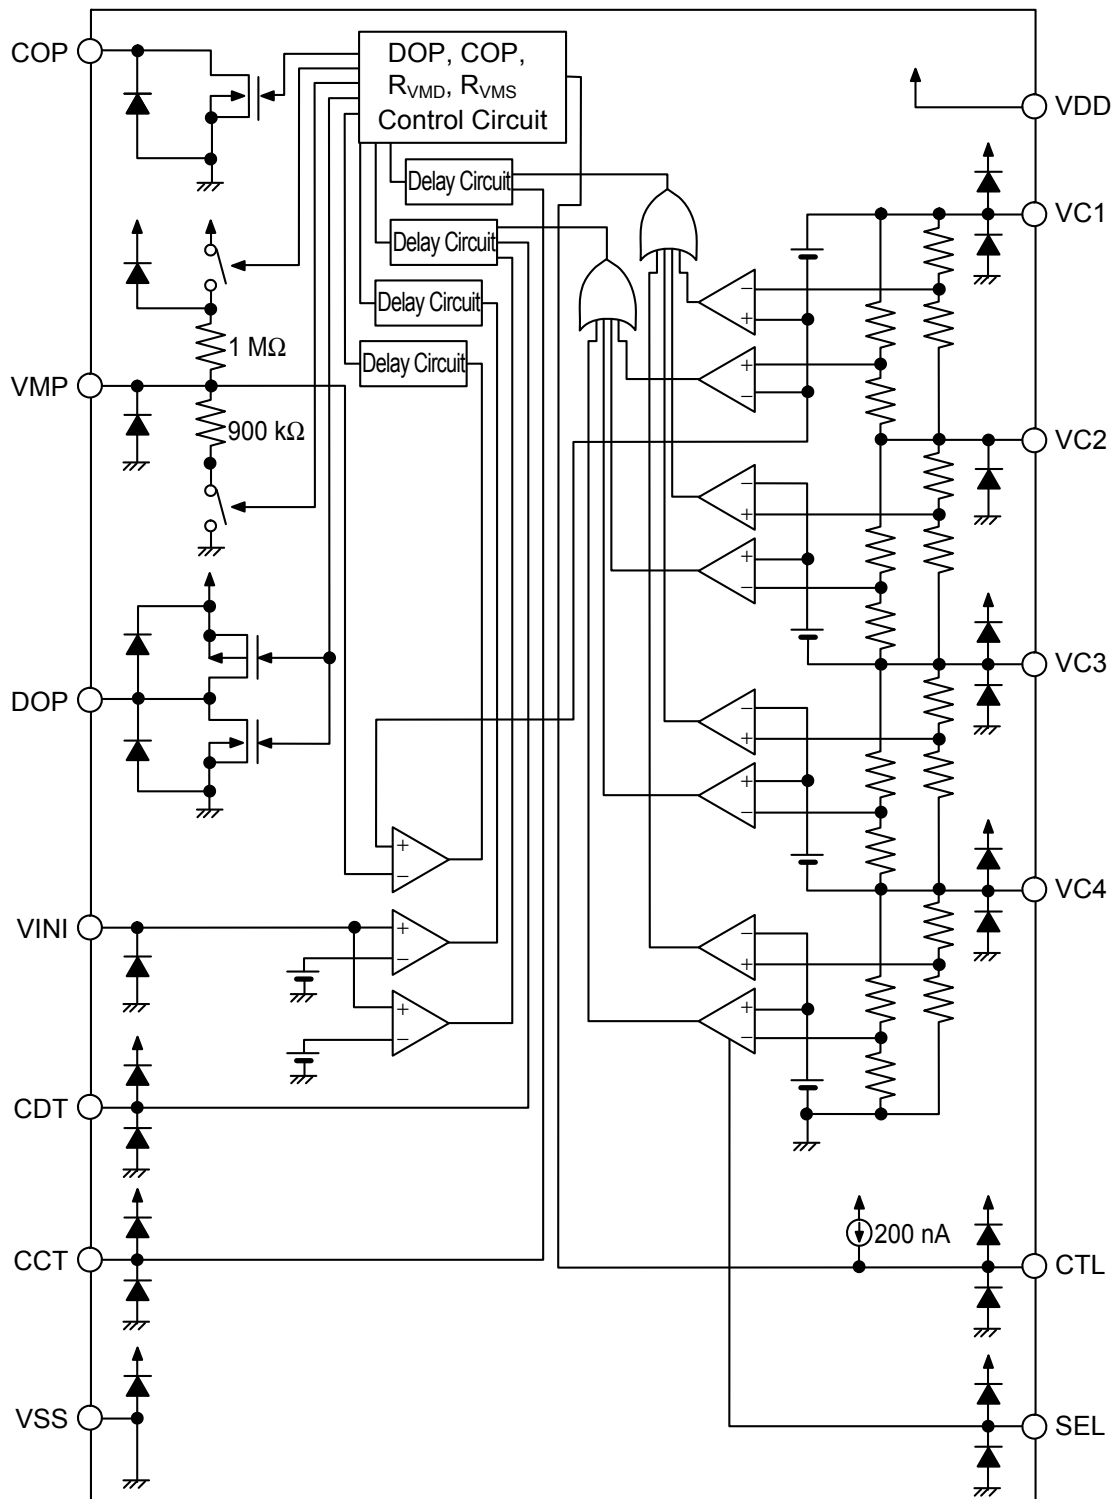 COP
DOP, COP,
RVMD, RVMS
Control Circuit
VDD
Delay Circuit
VC1
Delay Circuit
− +
Delay Circuit
1 MΩ
Delay Circuit
VMP
+ −
900 kΩ
VC2
− +
+ −
VC3
DOP
− +
+ −
+ −
VC4
VINI
+ −
− +
+ −
+ −
CDT
200 nA
CCT
CTL
VSS
SEL